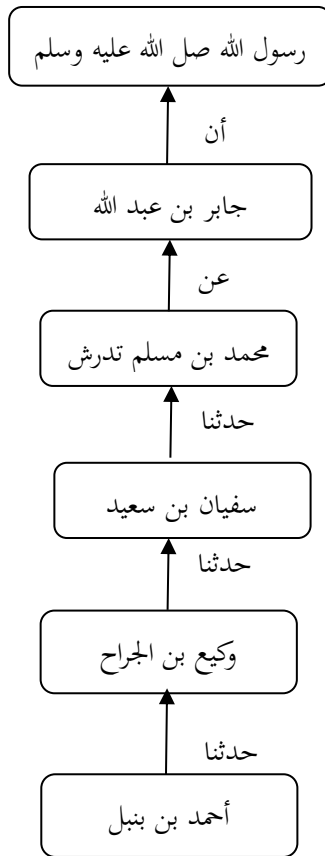 رسول الله صل الله عليه وسلم
أن
جابر بن عبد الله
عن
محمد بن مسلم تدرش
حدثنا
سفيان بن سعيد
حدثنا
وكيع بن الجراح
حدثنا
أحمد بن بنبل